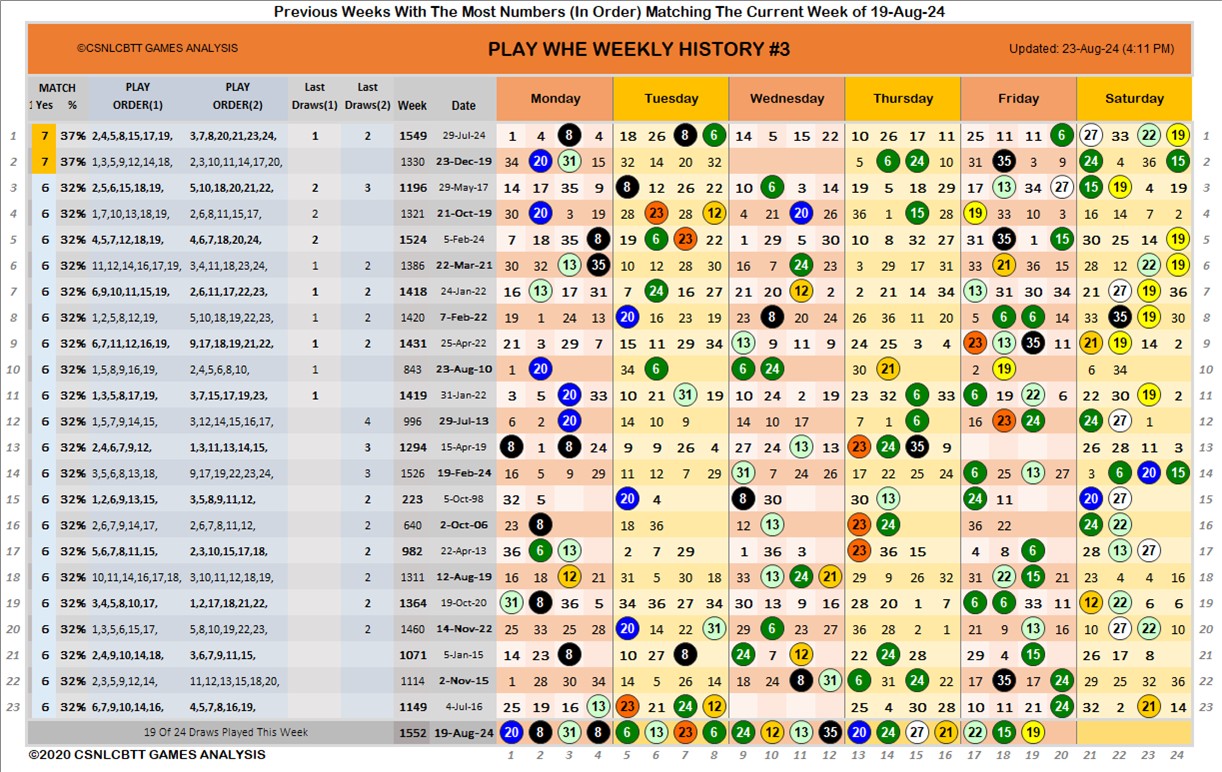 Previous Weeks With The Most Numbers (In Order) Matching The Current Week of 19-Aug-24
©CSNLCBTT GAMES ANALYSIS PLAY WHE WEEKLY HISTORY #3 Updated: 23-Aug-24 (4:11 PM)
MATCH PLAY PLAY Last Last
Yes % ORDER(1) ORDER(2) Draws(1) Draws(2) Week Date Monday Tuesday Wednesday Thursday Friday Saturday
1 7 37% 2,4,5,8,15,17,19, 3,7,8,20,21,23,24, 1 3 1549 29-Jul-24 1 4 8 4 18 26 8 6 14 5 15 22 10 26 17 11 25 11 11 6 27 33 22 19 1
2 7 37% 1,3,5,9,12,14,18, 2,3,10,11,14,17,20, 1330 23-Dec-19 34 20 31 15 32 14 20 32 5 6 24 10 31 35 3 9 24 4 36 15 2
3 6 32% 2,5,6,15,18,19, 5,10,18,20,21,22, 2 3 1196 29-May-17 14 17 35 9 8 12 26 22 10 6 3 14 19 5 18 29 17 13 34 27 15 19 4 19 3
4 6 32% 1,7,10,13,18,19, 2,6,8,11,15,17, 2 1321 21-Oct-19 30 20 3 19 28 23 28 12 4 21 20 26 36 1 15 28 19 33 10 3 16 14 7 2 4
5 6 32% 4,5,7,12,18,19, 4,6,7,18,20,24, 2 1524 5-Feb-24 7 18 35 8 19 6 23 22 1 29 5 30 10 8 32 27 31 35 1 15 30 25 14 19 5
6 6 32% 11,12,14,16,17,19, 3,4,11,18,23,24, 1 1386 22-Mar-21 30 32 13 35 10 12 28 30 16 7 24 23 3 29 17 31 33 21 36 15 28 12 22 19 6
7 6 32% 6,9,10,11,15,19, 2,6,11,17,22,23, 1 1418 24-Jan-22 16 13 17 31 7 24 16 27 21 20 12 2 2 21 14 34 13 31 30 34 21 27 19 36 7
8 6 32% 1,2,5,8,12,19, 5,10,18,19,22,23, 1 2 1420 7-Feb-22 19 1 24 13 20 16 23 19 23 8 20 24 26 36 11 20 5 6 6 14 33 35 19 30 8
9 6 32% 6,7,11,12,16,19, 9,17,18,19,21,22, 1 2 1431 25-Apr-22 21 3 29 7 15 11 29 34 13 9 11 9 24 25 3 4 23 13 35 11 21 19 14 2 9
10 6 32% 1,5,8,9,16,19, 2,4,5,6,8,10, 1 843 23-Aug-10 1 20 34 6 6 24 30 21 2 19 6 34 10
11 6 32% 1,3,5,8,17,19, 3,7,15,17,19,23, 1 1419 31-Jan-22 3 5 20 33 10 21 31 19 10 24 2 19 23 32 6 33 6 19 22 6 22 30 19 2 11
12 6 32% 1,5,7,9,14,15, 3,12,14,15,16,17, 4 996 29-Jul-13 6 2 20 14 10 9 14 10 17 7 1 6 16 23 24 24 27 1 12
13 6 32% 2,4,6,7,9,12, 1,3,11,13,14,15, 3 1294 15-Apr-19 8 1 8 24 9 9 26 4 27 24 13 13 23 24 35 9 26 28 11 3 13
14 6 32% 3,5,6,8,13,18, 9,17,19,22,23,24, 3 1526 19-Feb-24 16 5 9 29 11 12 7 29 31 7 24 26 17 22 25 24 6 25 13 27 3 6 20 15 14
15 6 32% 1,2,6,9,13,15, 3,5,8,9,11,12, 2 223 5-Oct-98 32 5 20 4 8 30 30 13 24 11 20 27 15
16 6 32% 2,6,7,9,14,17, 2,6,7,8,11,12, 2 640 2-Oct-06 23 8 18 36 12 13 23 24 36 22 24 22 16
17 6 32% 5,6,7,8,11,15, 2,3,10,15,17,18, 2 982 22-Apr-13 36 6 13 2 7 29 1 36 3 23 36 15 4 8 6 28 13 27 17
18 6 32% 10,11,14,16,17,18, 3,10,11,12,18,19, 2 1311 12-Aug-19 16 18 12 21 31 5 30 18 33 13 24 21 29 9 26 32 31 22 15 21 23 4 4 16 18
19 6 32% 3,4,5,8,10,17, 1,2,17,18,21,22, 2 1364 19-Oct-20 31 8 36 5 34 36 27 34 30 13 9 16 28 20 1 7 6 6 33 11 12 22 6 6 19
20 6 32% 1,3,5,6,15,17, 5,8,10,19,22,23, 2 1460 14-Nov-22 25 33 25 28 20 14 22 31 29 6 23 27 36 28 2 1 21 9 13 16 10 27 22 10 20
21 6 32% 2,4,9,10,14,18, 3,6,7,9,11,15, 1071 5-Jan-15 14 23 8 10 27 8 24 7 12 22 24 28 29 4 15 26 17 8 21
22 6 32% 2,5,9,12,14, 11,12,13,15,18,20, 1114 2-Nov-15 1 28 30 34 14 5 26 14 18 24 8 31 6 31 24 22 17 35 17 24 29 25 32 36 22
23 6 32% 6,7,9,10,14,16, 4,5,7,8,16,19, 1149 4-Jul-16 25 19 16 13 23 21 24 12 22 33 22 34 25 4 30 28 10 11 21 24 32 2 21 14 23
19 Of 24 Draws Played This Week 1552 19-Aug-24 20 8 31 8 6 13 23 6 24 12 13 35 20 24 27 21 22 15 19
©2020 CSNLCBTT GAMES ANALYSIS 1 2 3 4 5 6 7 8 9 10 11 12 13 14 15 16 17 18 19 20 21 22 23 24